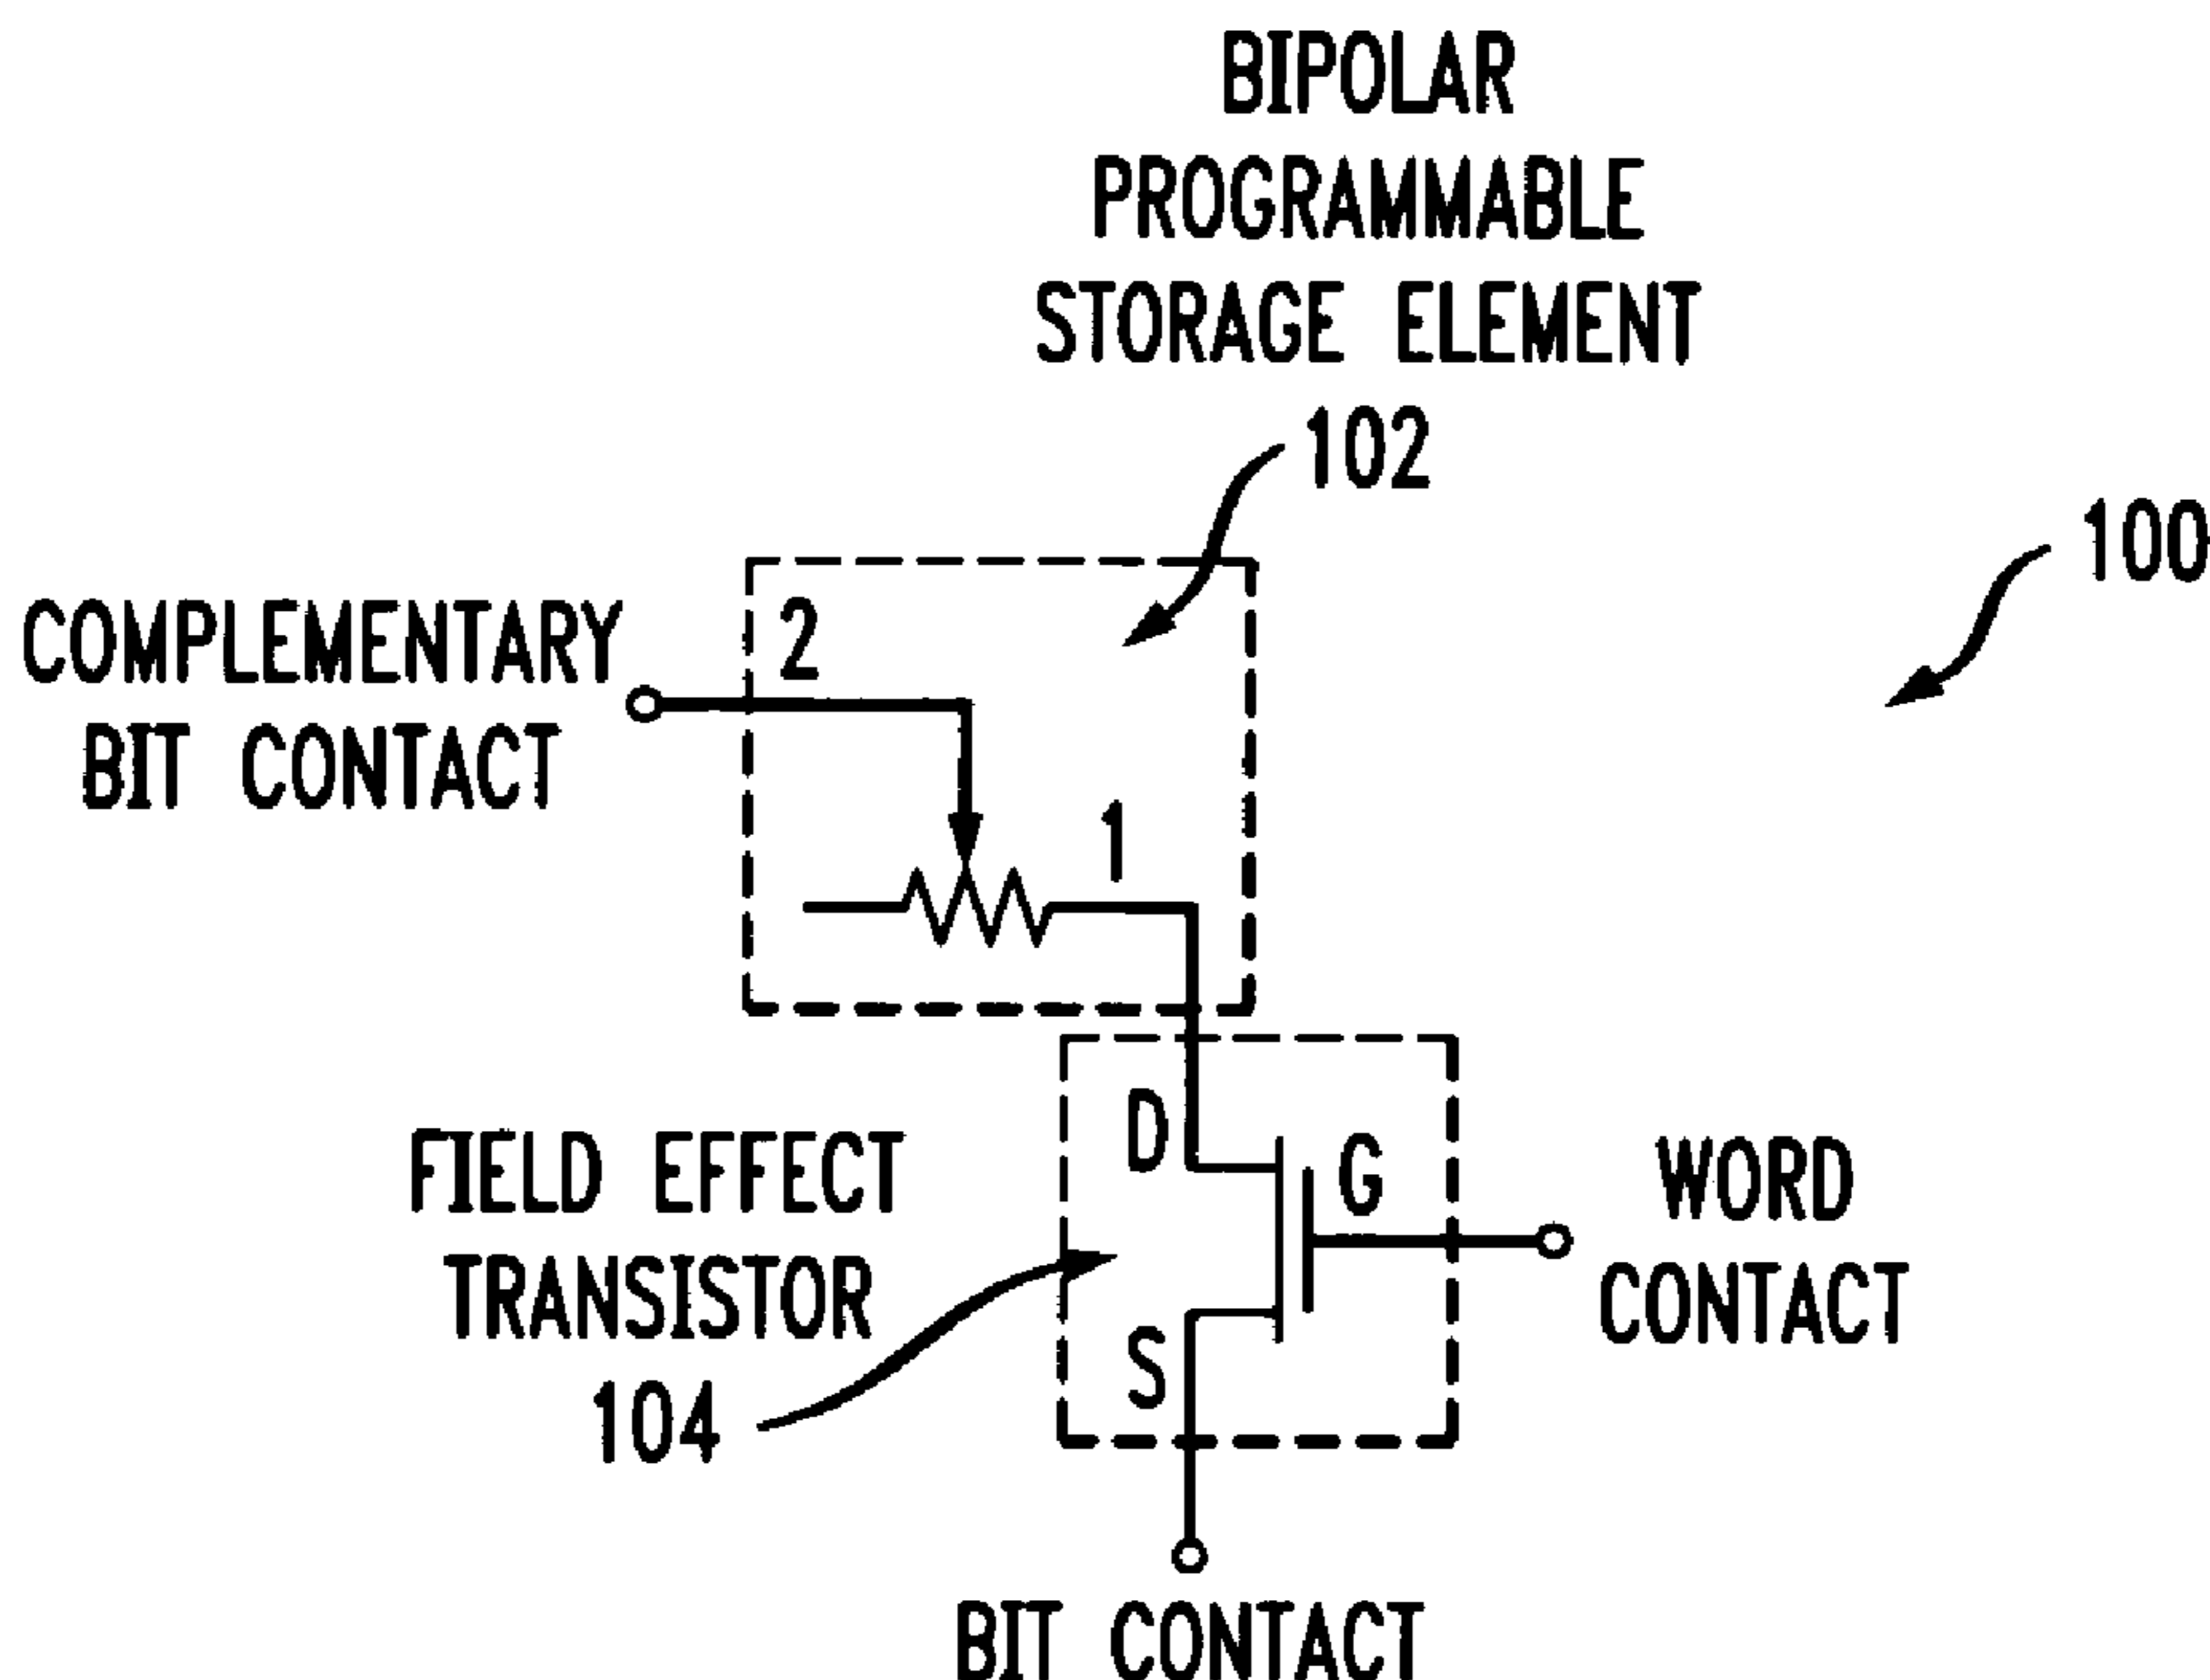 BIPOLAR
PROGRAMMABLE
STORAGE ELEMENT
102
100
COMPLEMENTARY
BIT CONTACT
2
1
FIELD EFFECT
TRANSISTOR
104
D
G
S
WORD
CONTACT
BIT CONTACT